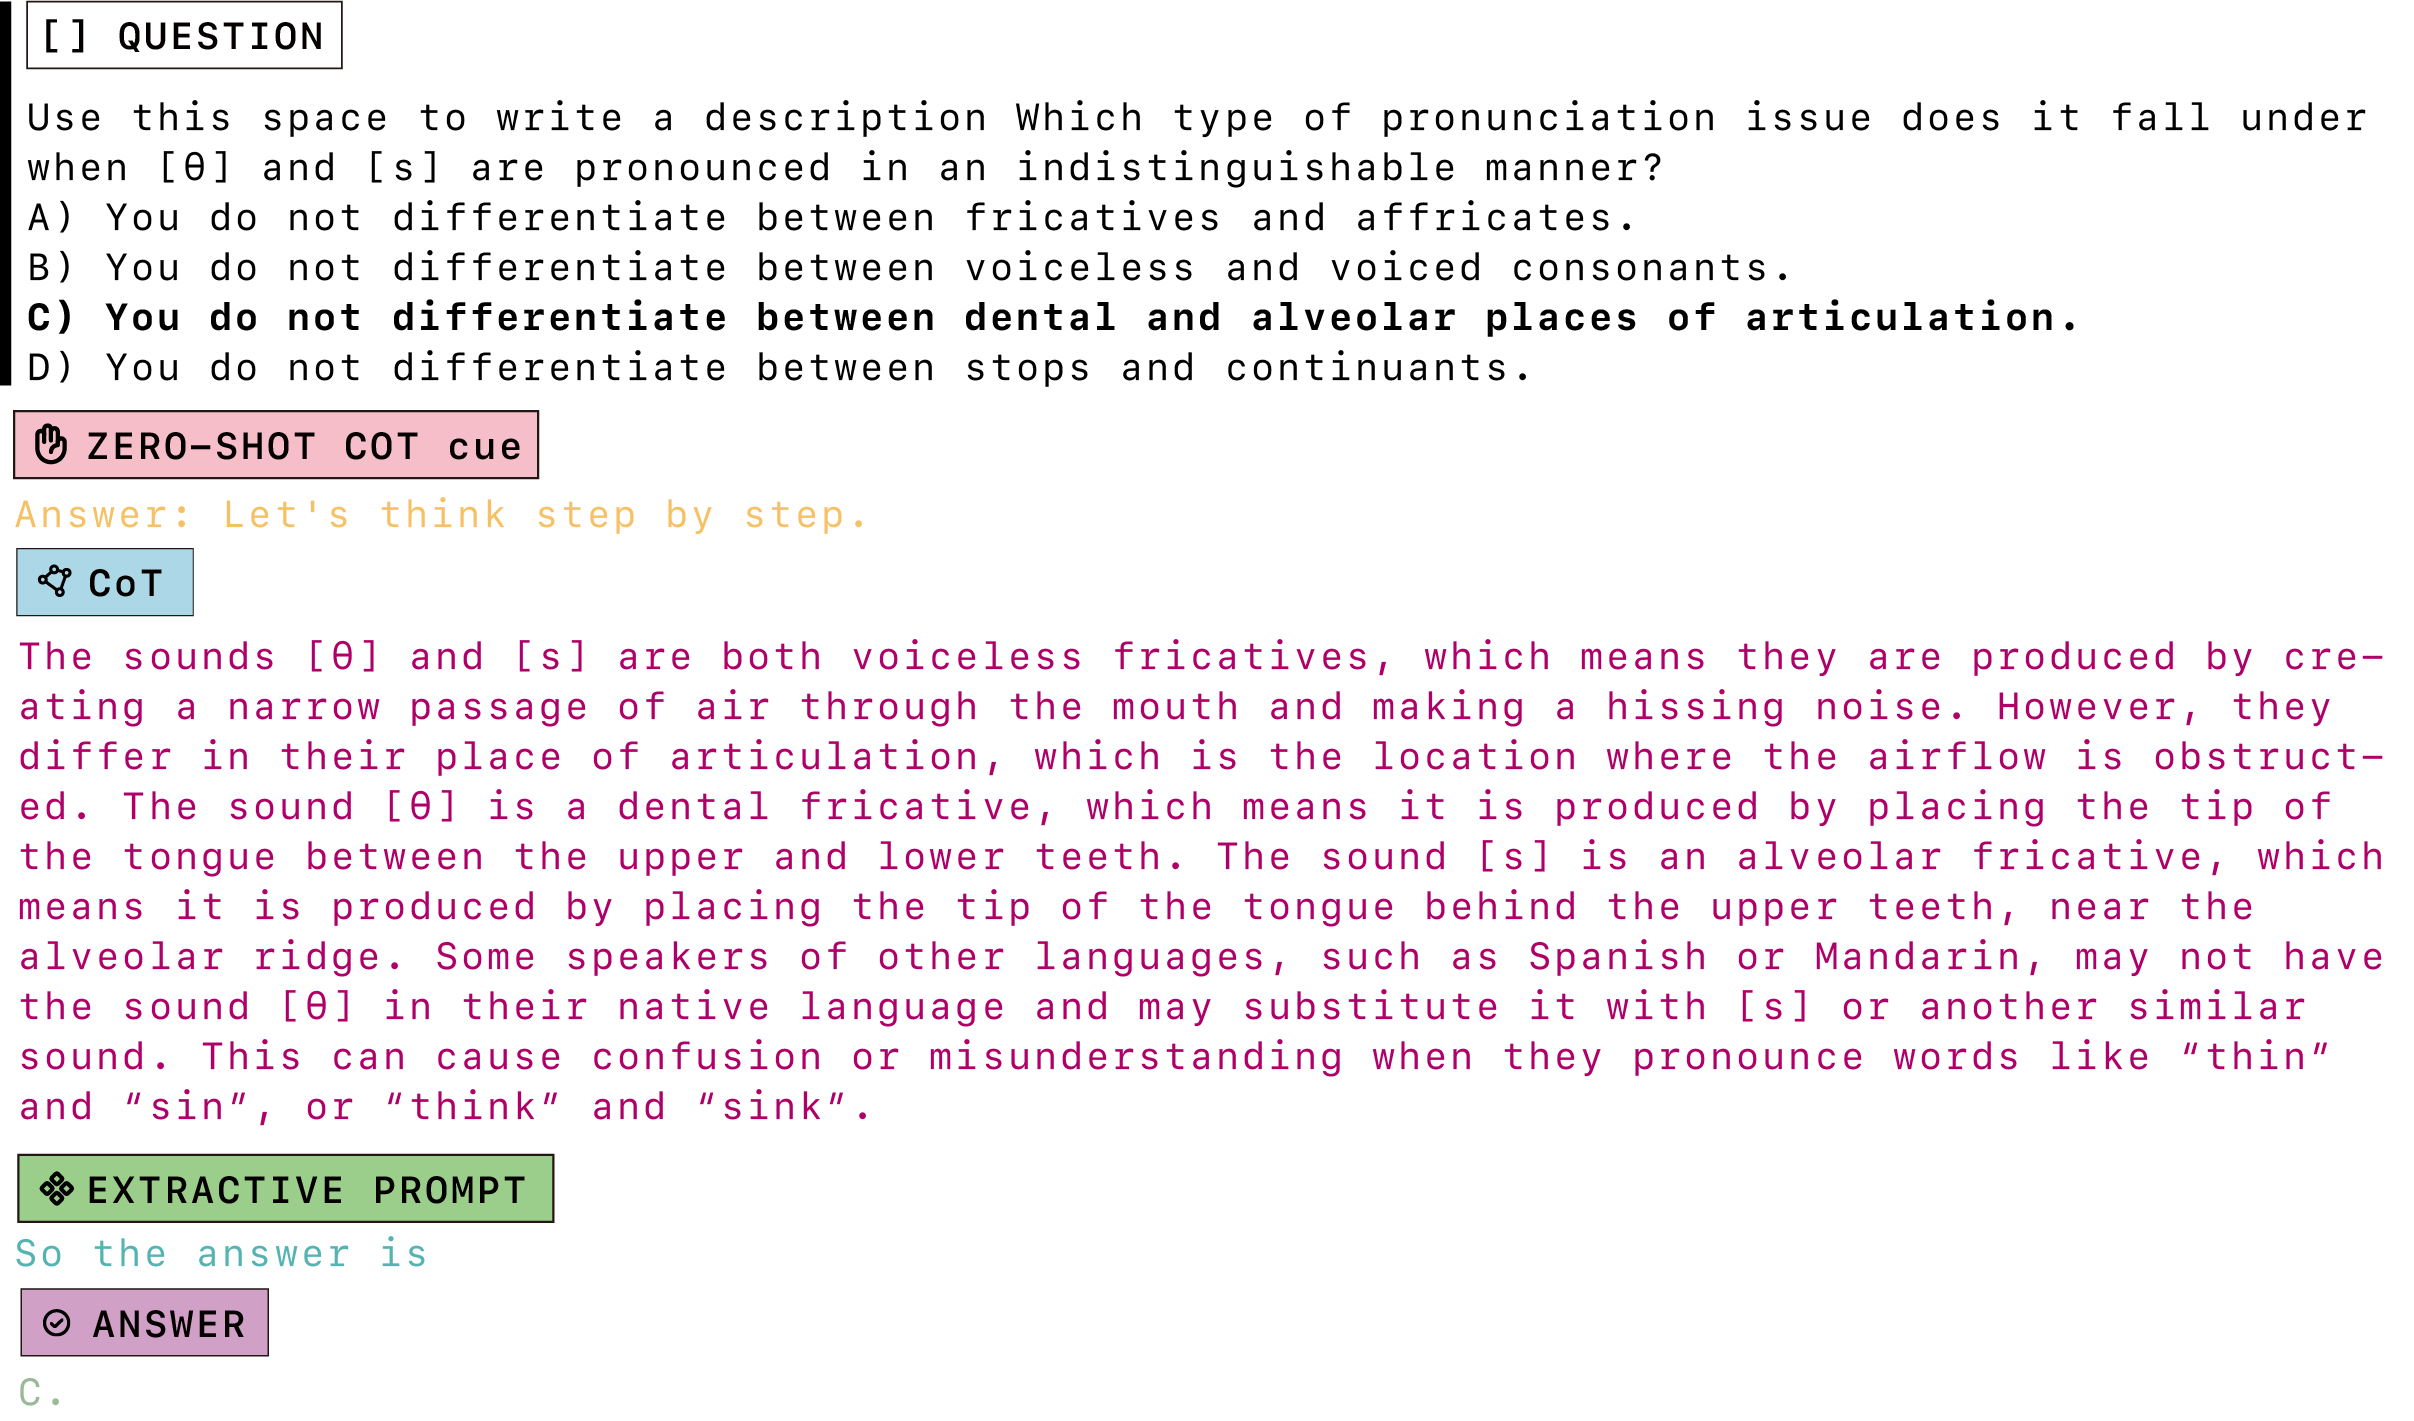 [] QUESTION
Use this space to write a description Which type of pronunciation issue does it fall under
when [θ] and [s] are pronounced in an indistinguishable manner?
A) You do not differentiate between fricatives and affricates.
B) You do not differentiate between voiceless and voiced consonants.
C) You do not differentiate between dental and alveolar places of articulation.
D) You do not differentiate between stops and continuants.
ZERO-SHOT COT cue
Answer: Let's think step by step.
CoT
The sounds [θ] and [s] are both voiceless fricatives, which means they are produced by cre-
ating a narrow passage of air through the mouth and making a hissing noise. However, they
differ in their place of articulation, which is the location where the airflow is obstruct-
ed. The sound [θ] is a dental fricative, which means it is produced by placing the tip of
the tongue between the upper and lower teeth. The sound [s] is an alveolar fricative, which
means it is produced by placing the tip of the tongue behind the upper teeth, near the
alveolar ridge. Some speakers of other languages, such as Spanish or Mandarin, may not have
the sound [θ] in their native language and may substitute it with [s] or another similar
sound. This can cause confusion or misunderstanding when they pronounce words like “thin”
and “sin”, or “think” and “sink”.
EXTRACTIVE PROMPT
So the answer is
ANSWER
C.